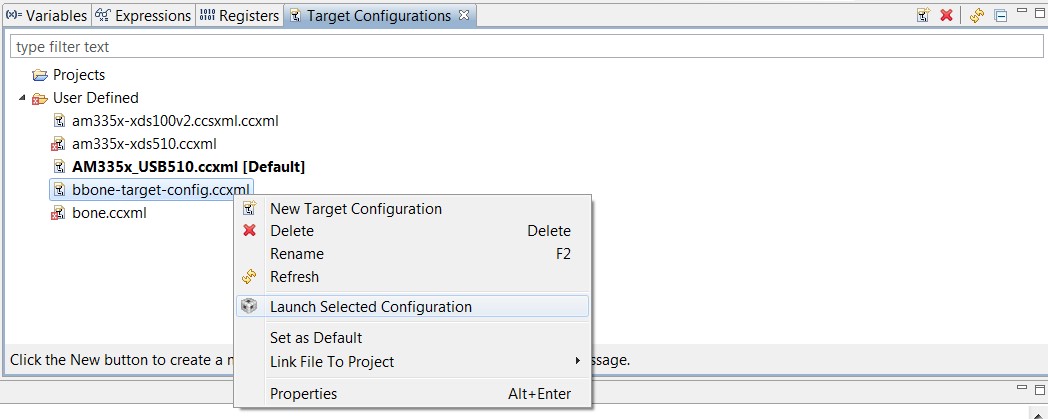 (x)= Variables Expressions 1010 0101 Registers Target Configurations
type filter text
Projects
User Defined
am335x-xds100v2.ccsxml.ccxml
am335x-xds510.ccxml
AM335x_USB510.ccxml [Default]
bbone-target-config.ccxml
bone.ccxml
New Target Configuration
Delete Delete
Rename F2
Refresh
Launch Selected Configuration
Set as Default
Link File To Project
Properties Alt+Enter
Click the New button to create a n ssage.